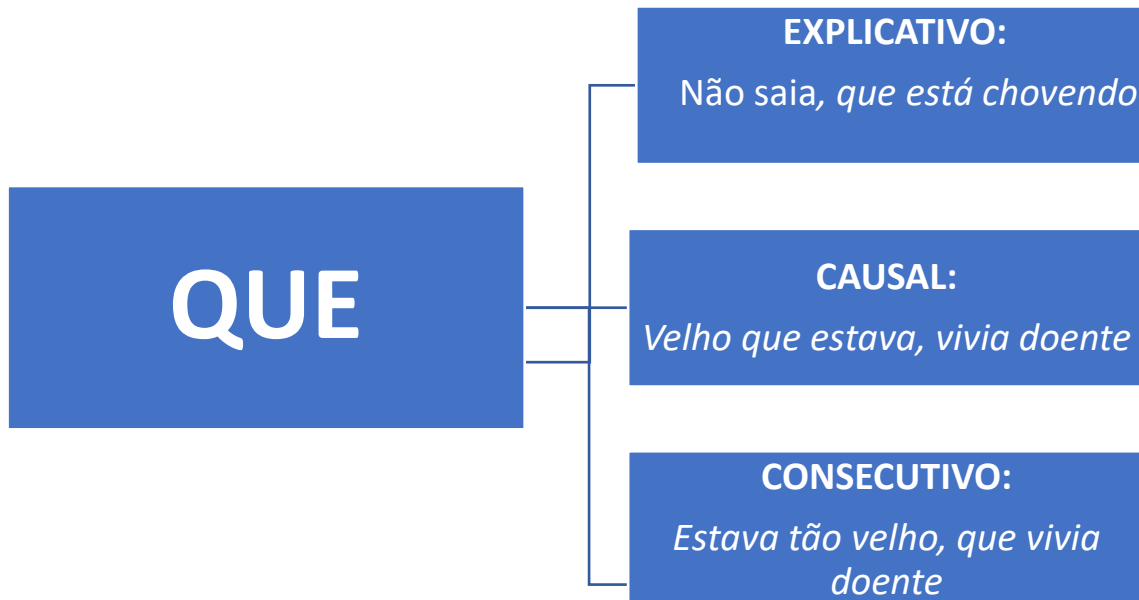 QUE
EXPLICATIVO:
Não saia, que está chovendo
CAUSAL:
Velho que estava, vivia doente
CONSECUTIVO:
Estava tão velho, que vivia
doente